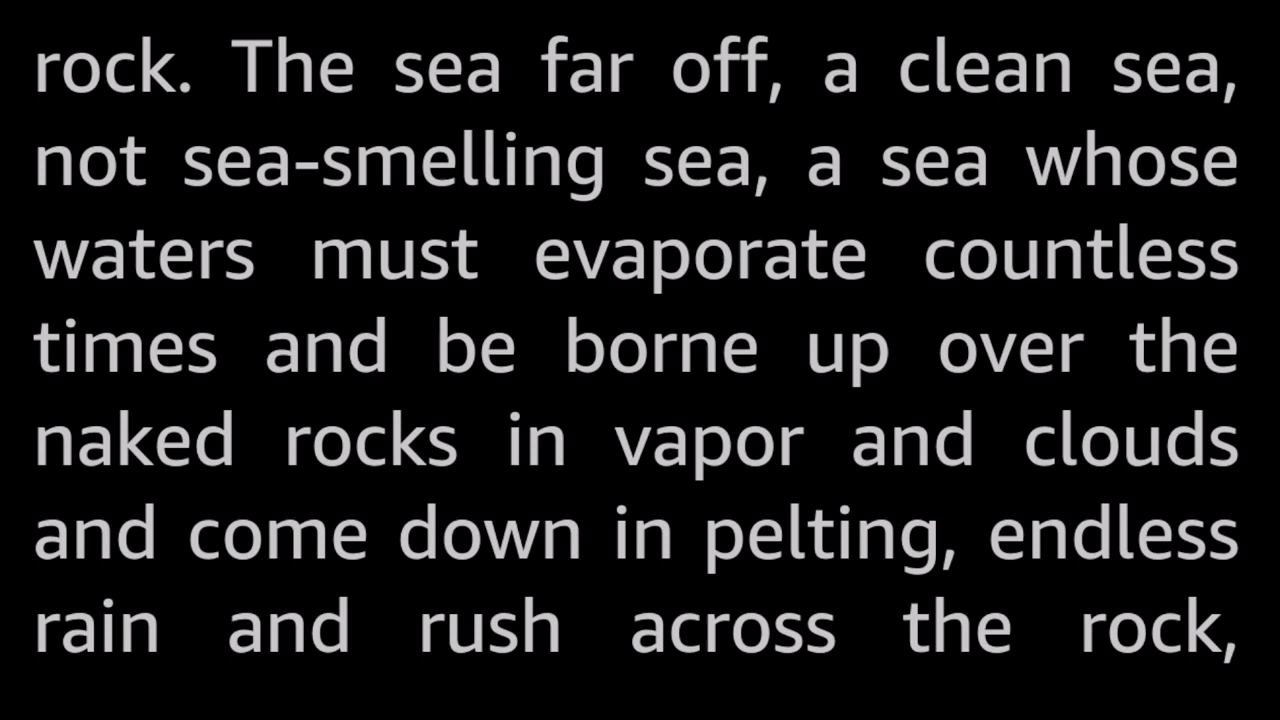 rock. The sea far off, a clean sea,
not sea-smelling sea, a sea whose
waters must evaporate countless
times and be borne up over the
naked rocks in vapor and clouds
and come down in pelting, endless
rain and rush across the rock,